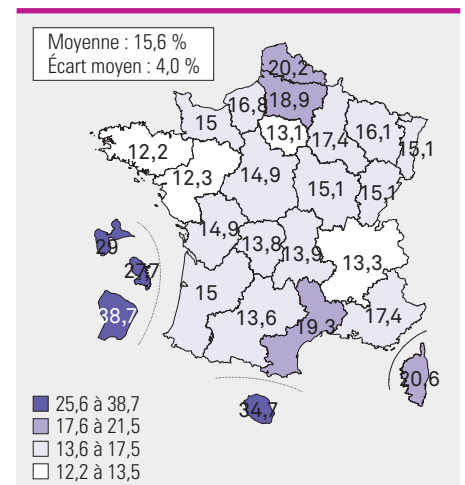 Moyenne : 15,6 %
Écart moyen : 4,0 %
20,2
16,8 18,9
15 13,1 17,4 16,1 15,1
12,2
12,3 14,9 15,1 15,1
14,9 13,8 13,9 13,3
29
27,7
38,7
15 13,6 19,3 17,4
20,6
34,7
25,6 à 38,7
17,6 à 21,5
13,6 à 17,5
12,2 à 13,5